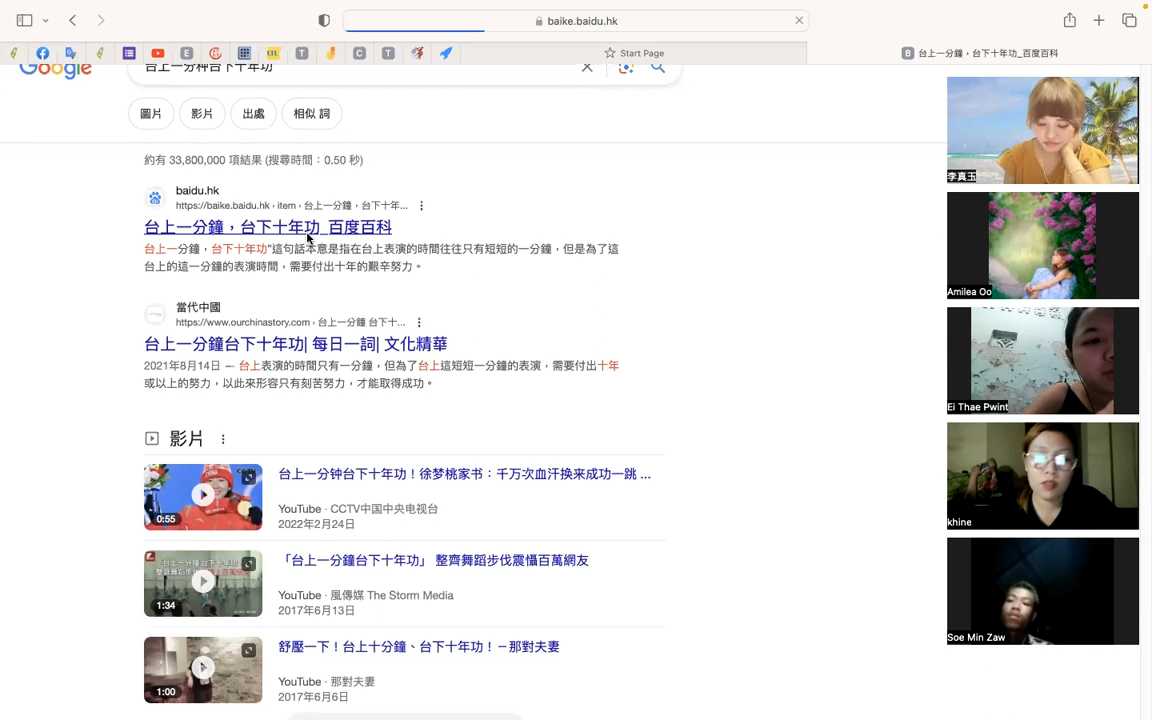 baike.baidu.hk
Start Page
台上一分鐘，台下十年功_百度百科
Google
台上一分钟台下十年功
圖片
影片
出處
相似 詞
約有 33,800,000 項結果 (搜尋時間：0.50 秒)
baidu.hk
https://baike.baidu.hk › item › 台上一分鐘，台下十年...
台上一分鐘，台下十年功_百度百科
台上一分鐘，台下十年功"這句話本意是指在台上表演的時間往往只有短短的一分鐘，但是為了這
台上的這一分鐘的表演時間，需要付出十年的艱辛努力。
當代中國
https://www.ourchinastory.com › 台上一分鐘 台下十...
台上一分鐘台下十年功| 每日一詞| 文化精華
2021年8月14日 — 台上表演的時間只有一分鐘，但為了台上這短短一分鐘的表演，需要付出十年
或以上的努力，以此來形容只有刻苦努力，才能取得成功。
影片
台上一分钟台下十年功！徐梦桃家书：千万次血汗换来成功一跳 ...
YouTube · CCTV中国中央电视台
2022年2月24日
0:55
「台上一分鐘台下十年功」 整齊舞蹈步伐震懾百萬網友
YouTube · 風傳媒 The Storm Media
2017年6月13日
1:34
舒壓一下！台上十分鐘、台下十年功！－那對夫妻
YouTube · 那對夫妻
2017年6月6日
1:00
李真玉
Amilea Oo
Ei Thae Pwint
khine
Soe Min Zaw